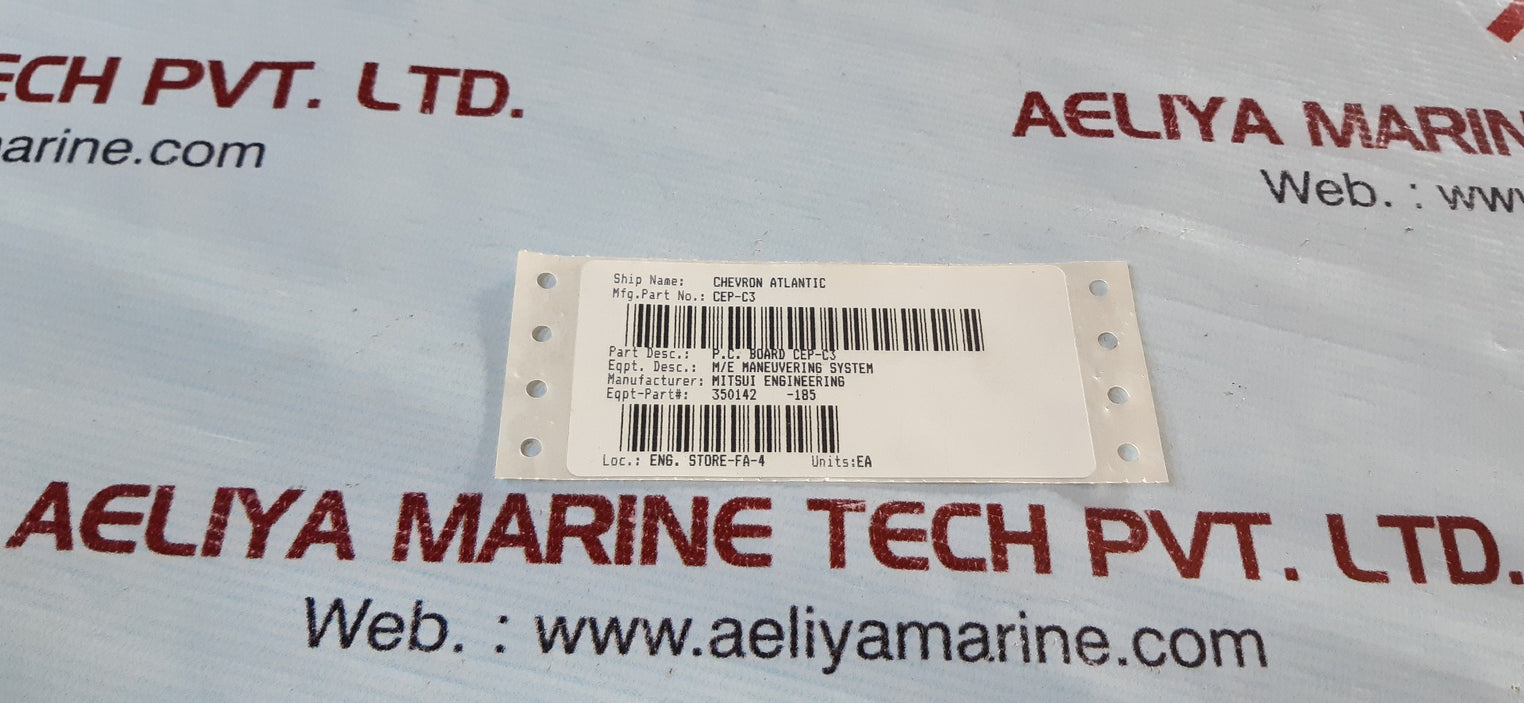 ECH PVT. LTD.
arine.com
AELIYA MARIN
Web. : www
Ship Name: CHEVRON ATLANTIC
Mfg.Part No.: CEP-C3
Part Desc.: P.C. BOARD CEP-C3
Eqpt. Desc.: M/E MANEUVERING SYSTEM
Manufacturer: MITSUI ENGINEERING
Eqpt-Part#: 350142 -185
Loc.: ENG. STORE-FA-4 Units:EA
AELIYA MARINE TECH PVT. LTD.
Web. : www.aeliyamarine.com